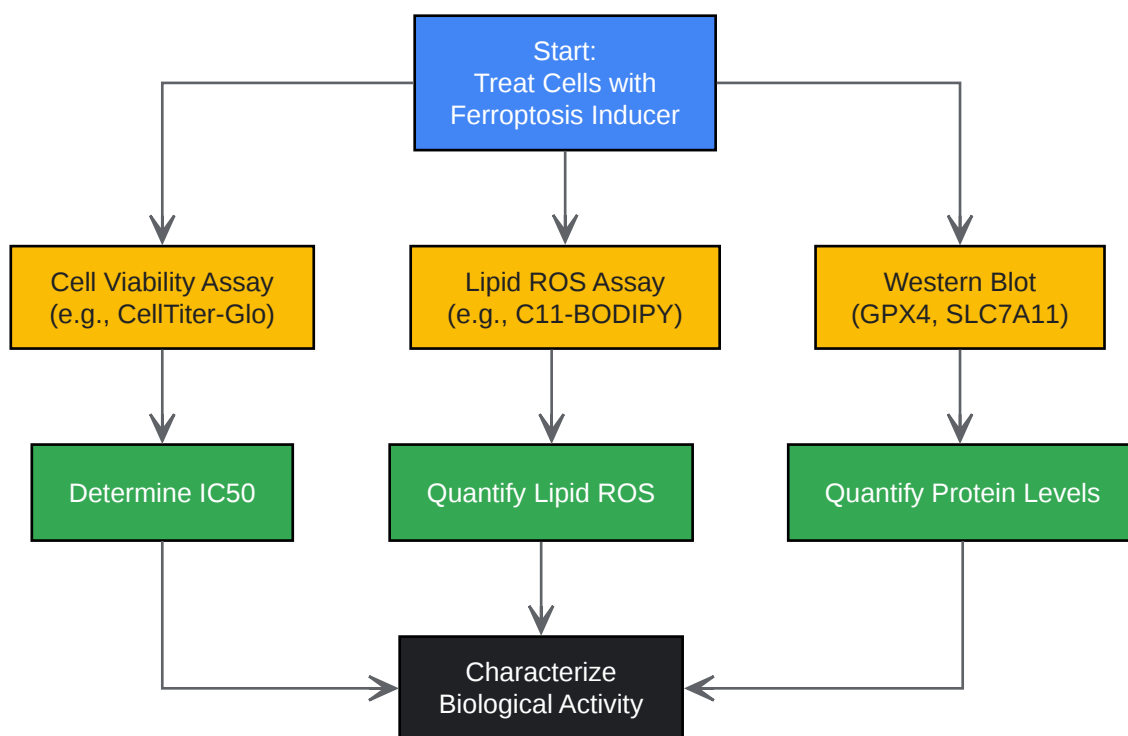 Start:
Treat Cells with
Ferroptosis Inducer
Cell Viability Assay
(e.g., CellTiter-Glo)
Lipid ROS Assay
(e.g., C11-BODIPY)
Western Blot
(GPX4, SLC7A11)
Determine IC50
Quantify Lipid ROS
Quantify Protein Levels
Characterize
Biological Activity